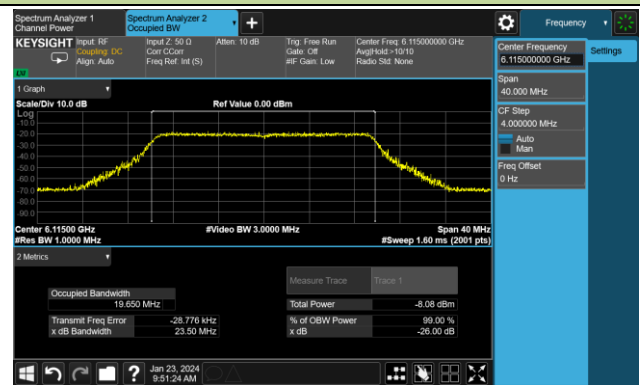 Spectrum Analyzer 1
Channel Power
Spectrum Analyzer 2
Occupied BW
Frequency
KEYSIGHT
Input: RF
Coupling: DC
Align: Auto
Input Z: 50 Ω
Corr CCorr
Freq Ref: Int (S)
Atten: 10 dB
Trig: Free Run
Gate: Off
#IF Gain: Low
Center Freq: 6.115000000 GHz
Avg|Hold:>10/10
Radio Std: None
Center Frequency
6.115000000 GHz
Settings
Span
40.000 MHz
CF Step
4.000000 MHz
Auto
Man
Freq Offset
0 Hz
1 Graph
Scale/Div 10.0 dB
Ref Value 0.00 dBm
Log
-10.0
-20.0
-30.0
-40.0
-50.0
-60.0
-70.0
-80.0
-90.0
Center 6.11500 GHz
#Video BW 3.0000 MHz
Span 40 MHz
#Res BW 1.0000 MHz
#Sweep 1.60 ms (2001 pts)
2 Metrics
Measure Trace
Trace 1
Occupied Bandwidth
19.650 MHz
Total Power
-8.08 dBm
Transmit Freq Error
-28.776 kHz
% of OBW Power
99.00 %
x dB Bandwidth
23.50 MHz
x dB
-26.00 dB
Jan 23, 2024
9:51:24 AM